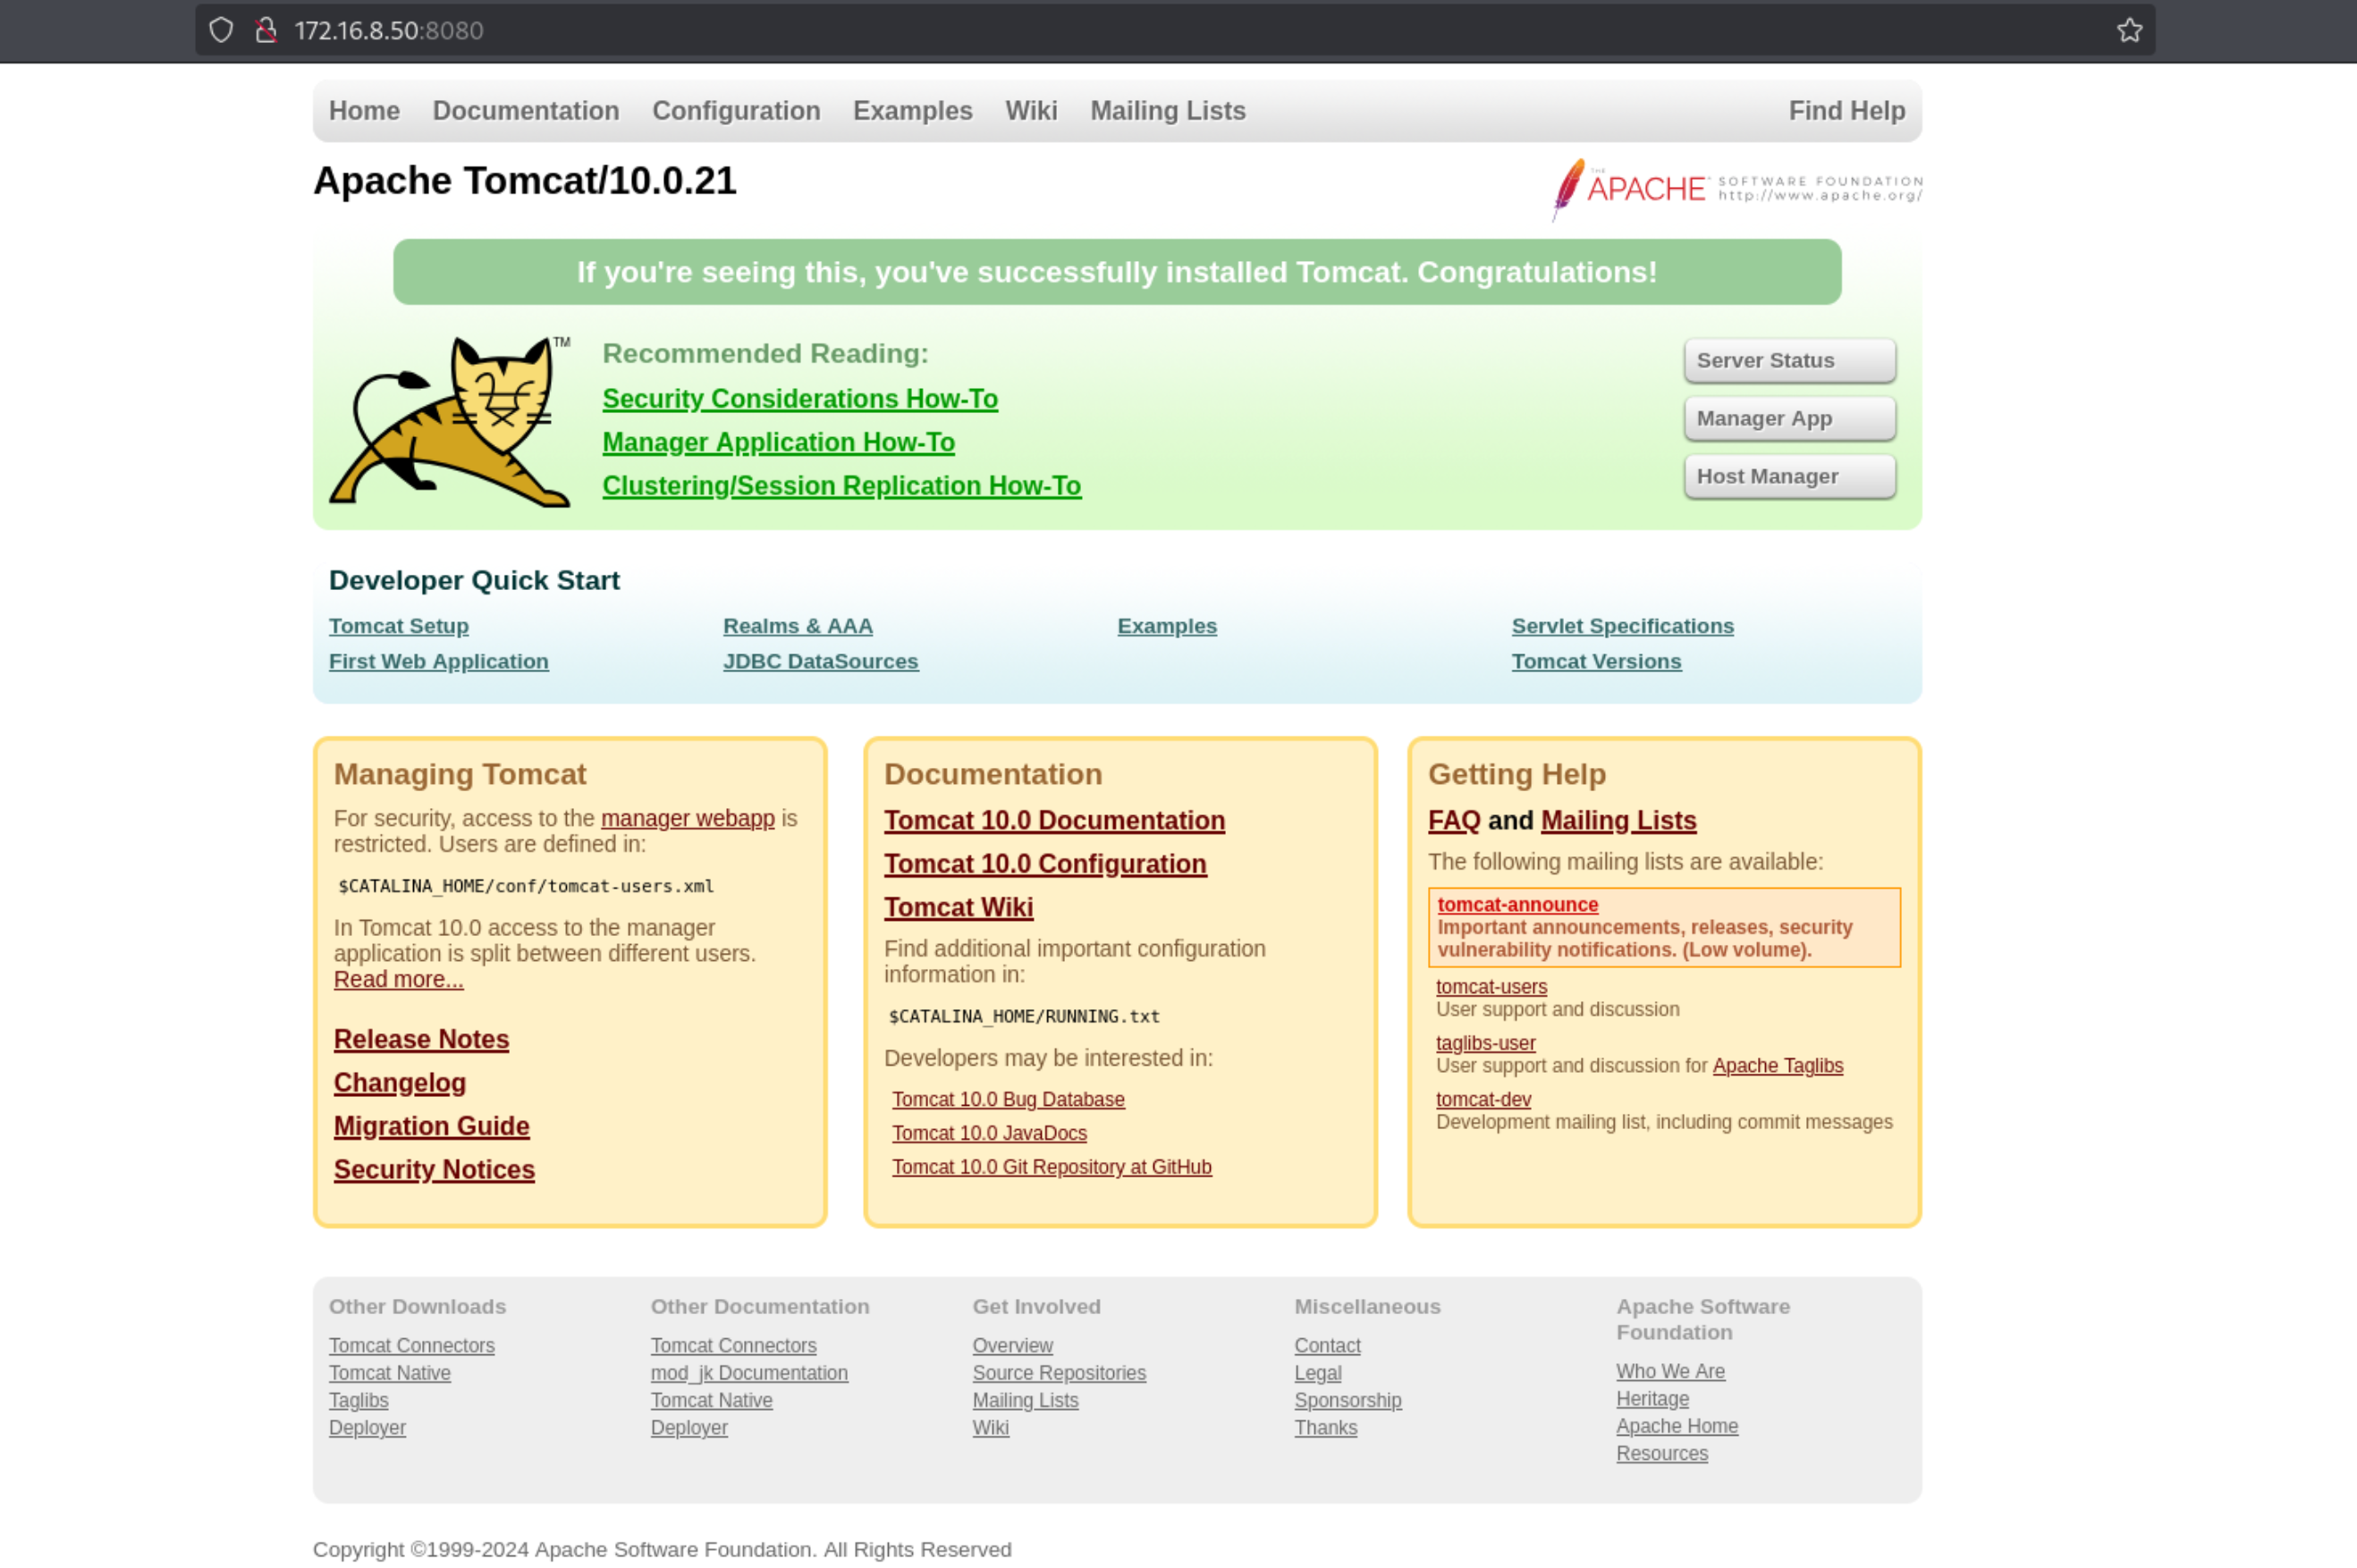 172.16.8.50:8080
Home Documentation Configuration Examples Wiki Mailing Lists Find Help
Apache Tomcat/10.0.21
THE APACHE™ SOFTWARE FOUNDATION
http://www.apache.org/
If you're seeing this, you've successfully installed Tomcat. Congratulations!
TM
Recommended Reading:
Security Considerations How-To
Manager Application How-To
Clustering/Session Replication How-To
Server Status
Manager App
Host Manager
Developer Quick Start
Tomcat Setup
First Web Application
Realms & AAA
JDBC DataSources
Examples
Servlet Specifications
Tomcat Versions
Managing Tomcat
For security, access to the manager webapp is
restricted. Users are defined in:
$CATALINA_HOME/conf/tomcat-users.xml
In Tomcat 10.0 access to the manager
application is split between different users.
Read more...
Release Notes
Changelog
Migration Guide
Security Notices
Documentation
Tomcat 10.0 Documentation
Tomcat 10.0 Configuration
Tomcat Wiki
Find additional important configuration
information in:
$CATALINA_HOME/RUNNING.txt
Developers may be interested in:
Tomcat 10.0 Bug Database
Tomcat 10.0 JavaDocs
Tomcat 10.0 Git Repository at GitHub
Getting Help
FAQ and Mailing Lists
The following mailing lists are available:
tomcat-announce
Important announcements, releases, security
vulnerability notifications. (Low volume).
tomcat-users
User support and discussion
taglibs-user
User support and discussion for Apache Taglibs
tomcat-dev
Development mailing list, including commit messages
Other Downloads
Tomcat Connectors
Tomcat Native
Taglibs
Deployer
Other Documentation
Tomcat Connectors
mod_jk Documentation
Tomcat Native
Deployer
Get Involved
Overview
Source Repositories
Mailing Lists
Wiki
Miscellaneous
Contact
Legal
Sponsorship
Thanks
Apache Software
Foundation
Who We Are
Heritage
Apache Home
Resources
Copyright ©1999-2024 Apache Software Foundation. All Rights Reserved